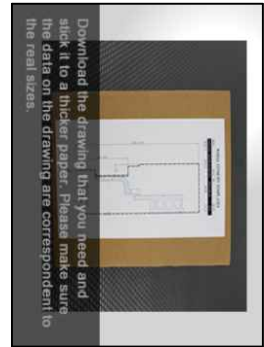 Download the drawing that you need and
stick it to a thicker paper. Please make sure
the data on the drawing are correspondent to
the real sizes.